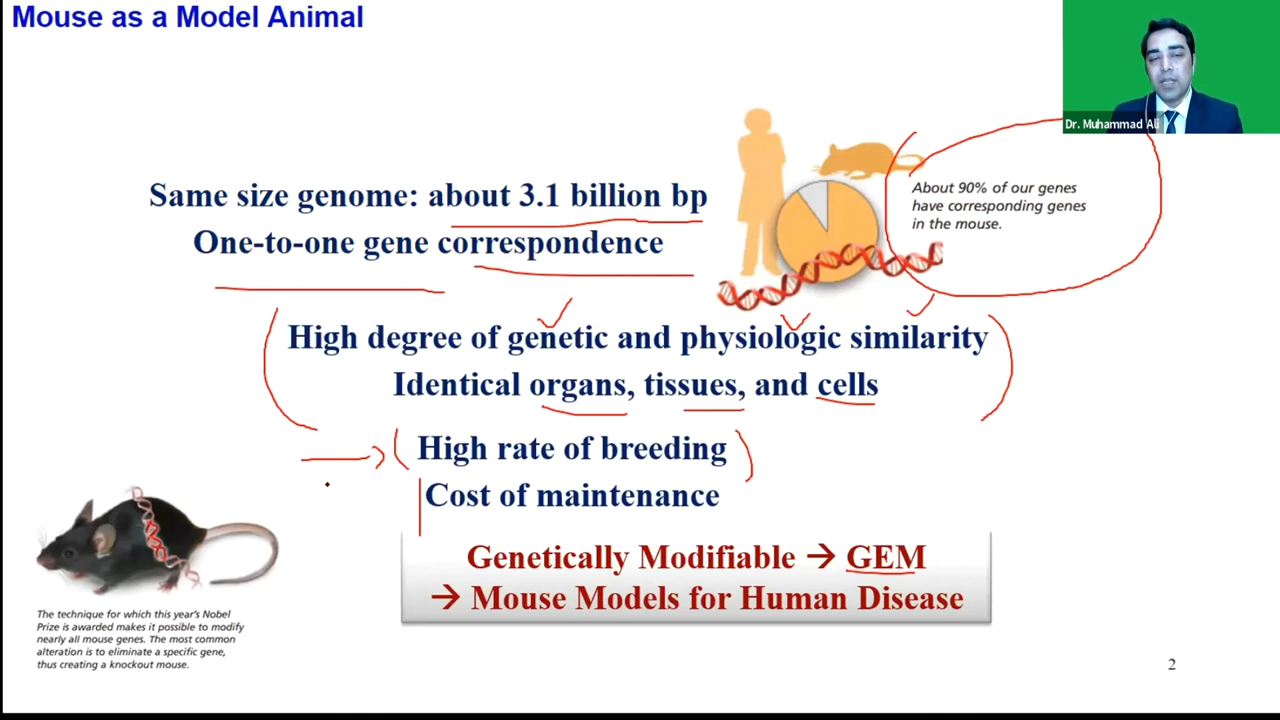 Mouse as a Model Animal
Dr. Muhammad Ali
Same size genome: about 3.1 billion bp
One-to-one gene correspondence
About 90% of our genes
have corresponding genes
in the mouse.
High degree of genetic and physiologic similarity
Identical organs, tissues, and cells
High rate of breeding
Cost of maintenance
Genetically Modifiable → GEM
→ Mouse Models for Human Disease
The technique for which this year's Nobel
Prize is awarded makes it possible to modify
nearly all mouse genes. The most common
alteration is to eliminate a specific gene,
thus creating a knockout mouse.
2